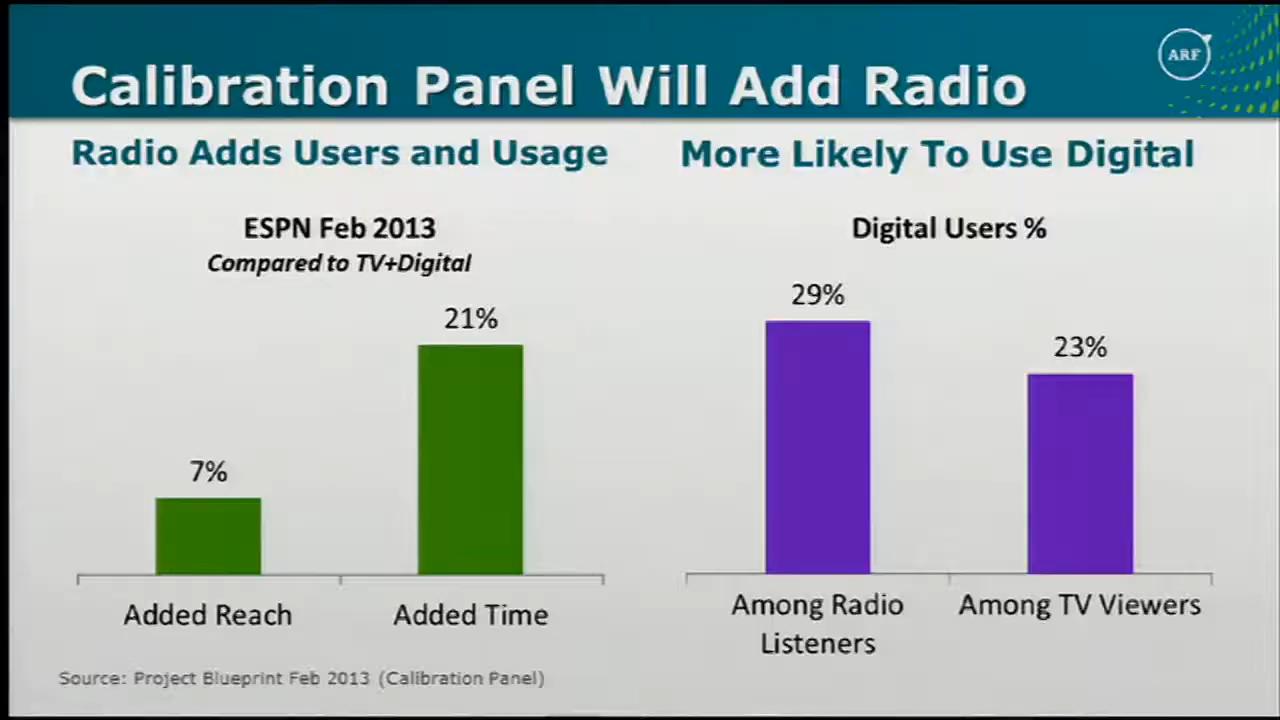 Calibration Panel Will Add Radio
ARF
Radio Adds Users and Usage
ESPN Feb 2013
Compared to TV+Digital
7%
21%
Added Reach
Added Time
More Likely To Use Digital
Digital Users %
29%
23%
Among Radio
Listeners
Among TV Viewers
Source: Project Blueprint Feb 2013 (Calibration Panel)